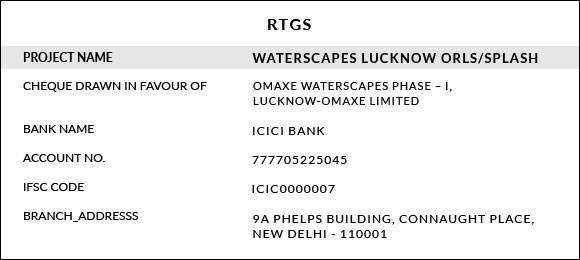 RTGS
PROJECT NAME WATERSCAPES LUCKNOW ORLS/SPLASH
CHEQUE DRAWN IN FAVOUR OF OMAXE WATERSCAPES PHASE – I,
LUCKNOW-OMAXE LIMITED
BANK NAME ICICI BANK
ACCOUNT NO. 777705225045
IFSC CODE ICIC0000007
BRANCH_ADDRESSS 9A PHELPS BUILDING, CONNAUGHT PLACE,
NEW DELHI - 110001